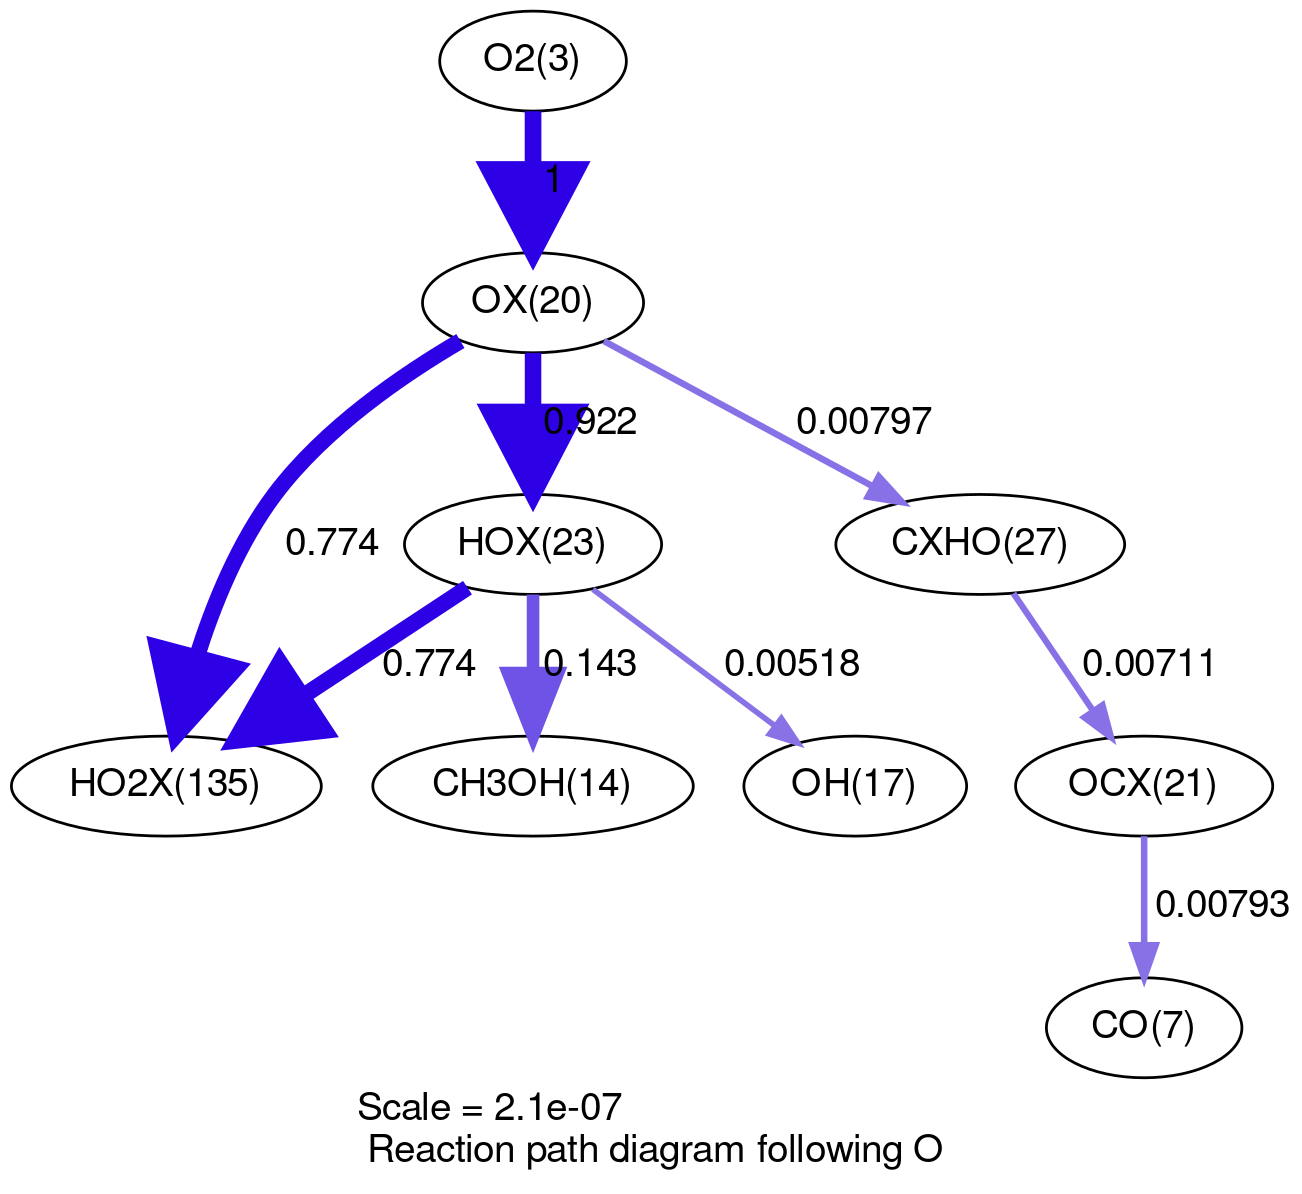 O2(3)
1
OX(20)
0.922
0.00797
0.774
HOX(23)
CXHO(27)
0.774
0.143
0.00518
0.00711
HO2X(135)
CH3OH(14)
OH(17)
OCX(21)
0.00793
CO(7)
Scale = 2.1e-07
Reaction path diagram following O